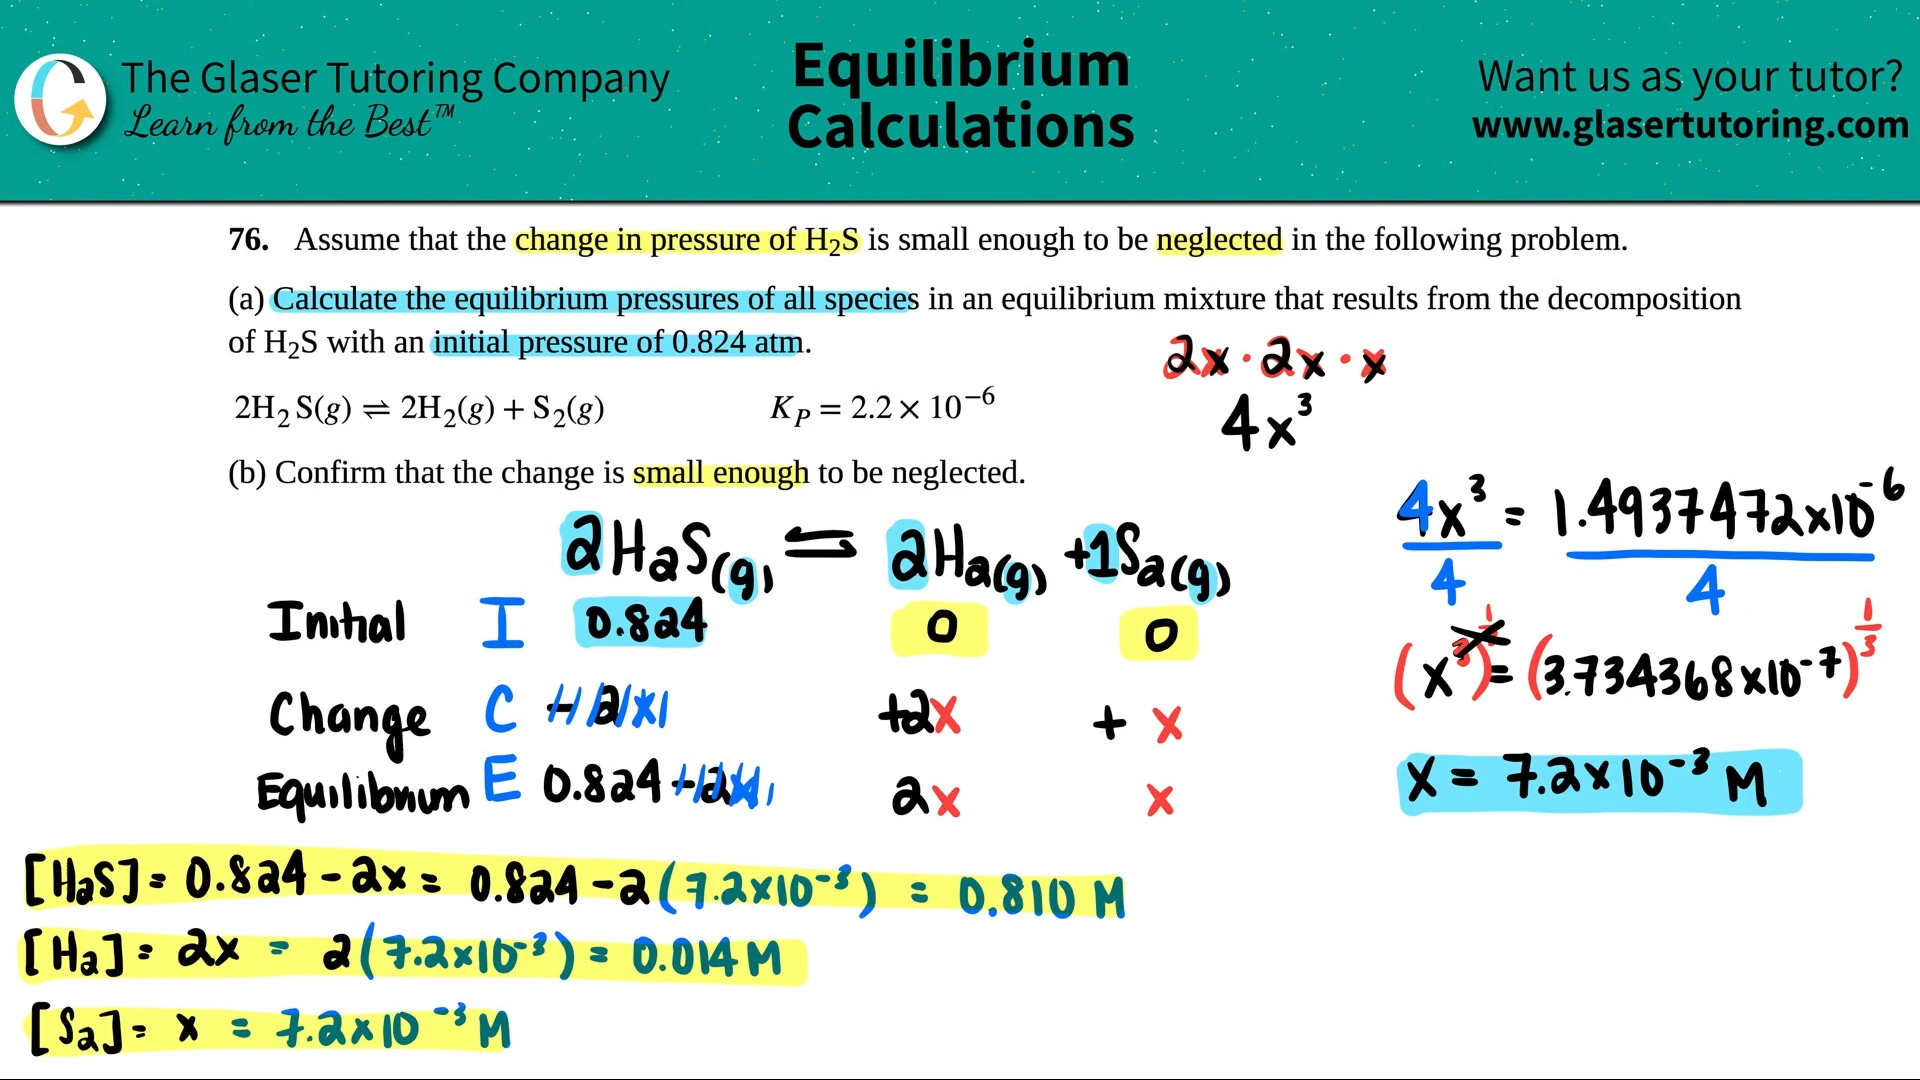 The Glaser Tutoring Company
Learn from the Best™
Equilibrium
Calculations
Want us as your tutor?
www.glasertutoring.com
76. Assume that the change in pressure of H₂S is small enough to be neglected in the following problem.
(a) Calculate the equilibrium pressures of all species in an equilibrium mixture that results from the decomposition
of H₂S with an initial pressure of 0.824 atm.
2x · 2x · x
4x³
2H₂S(g) ⇌ 2H₂(g) + S₂(g) K_P = 2.2 × 10⁻⁶
(b) Confirm that the change is small enough to be neglected.
2H₂S(g) ⇌ 2H₂(g) + 1S₂(g)
Initial I 0.824 0 0
Change C - 2x +2x + x
Equilibrium E 0.824 - 2x 2x x
4x³ = 1.4937472x10⁻⁶
4 4
(x³)^1/3 = (3.734368x10⁻⁷)^1/3
x = 7.2x10⁻³ M
[H₂S] = 0.824 - 2x = 0.824 - 2(7.2x10⁻³) = 0.810 M
[H₂] = 2x = 2(7.2x10⁻³) = 0.014 M
[S₂] = x = 7.2x10⁻³ M